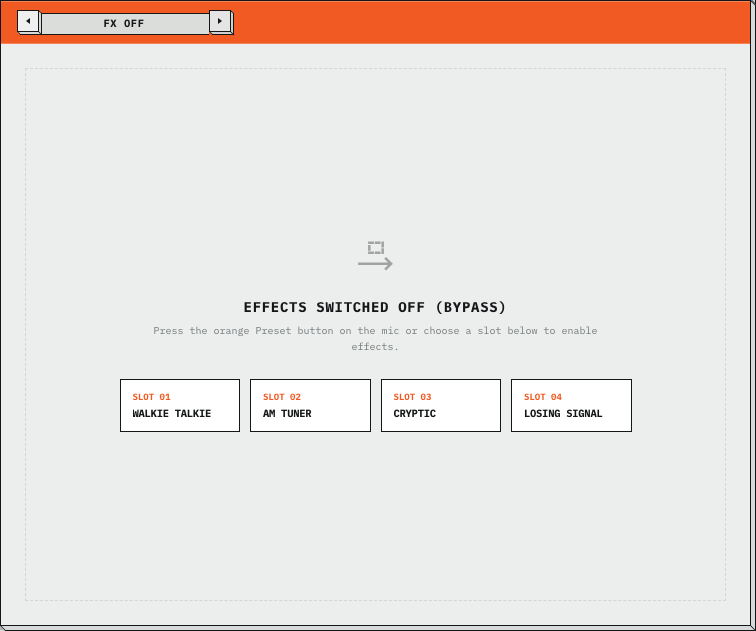 FX OFF
EFFECTS SWITCHED OFF (BYPASS)
Press the orange Preset button on the mic or choose a slot below to enable
effects.
SLOT 01
WALKIE TALKIE
SLOT 02
AM TUNER
SLOT 03
CRYPTIC
SLOT 04
LOSING SIGNAL